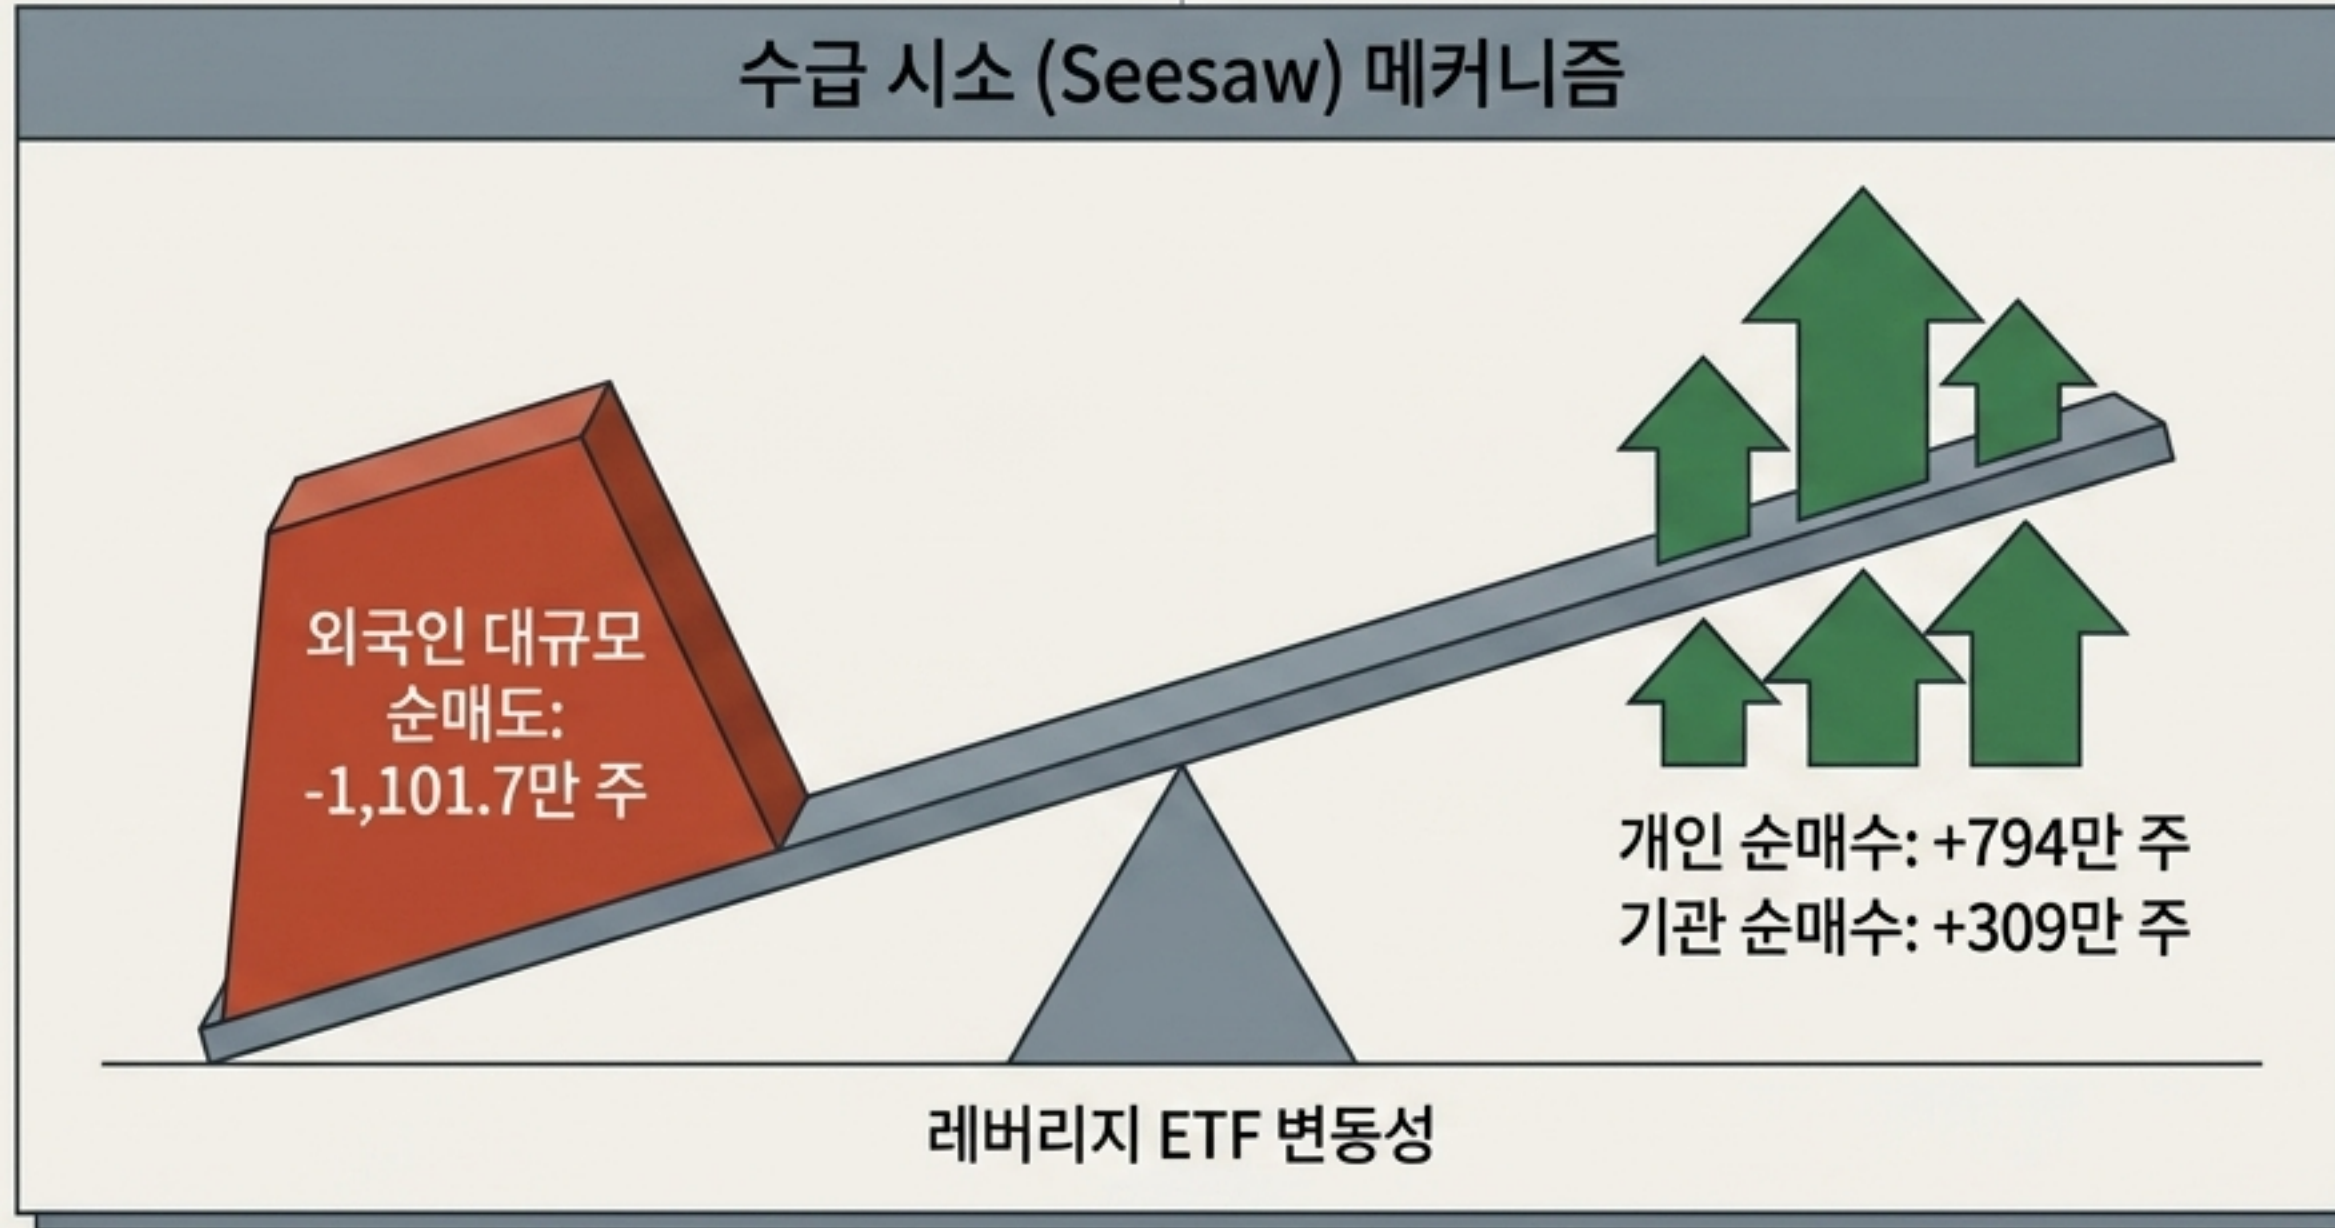 수급 시소 (Seesaw) 메커니즘
외국인 대규모
순매도:
-1,101.7만 주
개인 순매수: +794만 주
기관 순매수: +309만 주
레버리지 ETF 변동성